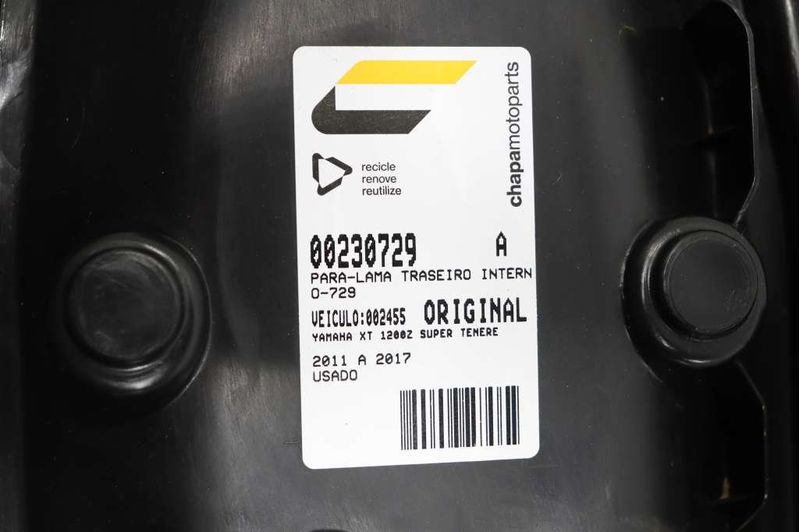 chapamotoparts
recicle
renove
reutilize
00230729 A
PARA-LAMA TRASEIRO INTERN
O-729
VEICULO:002455 ORIGINAL
YAMAHA XT 1200Z SUPER TENERE
2011 A 2017
USADO